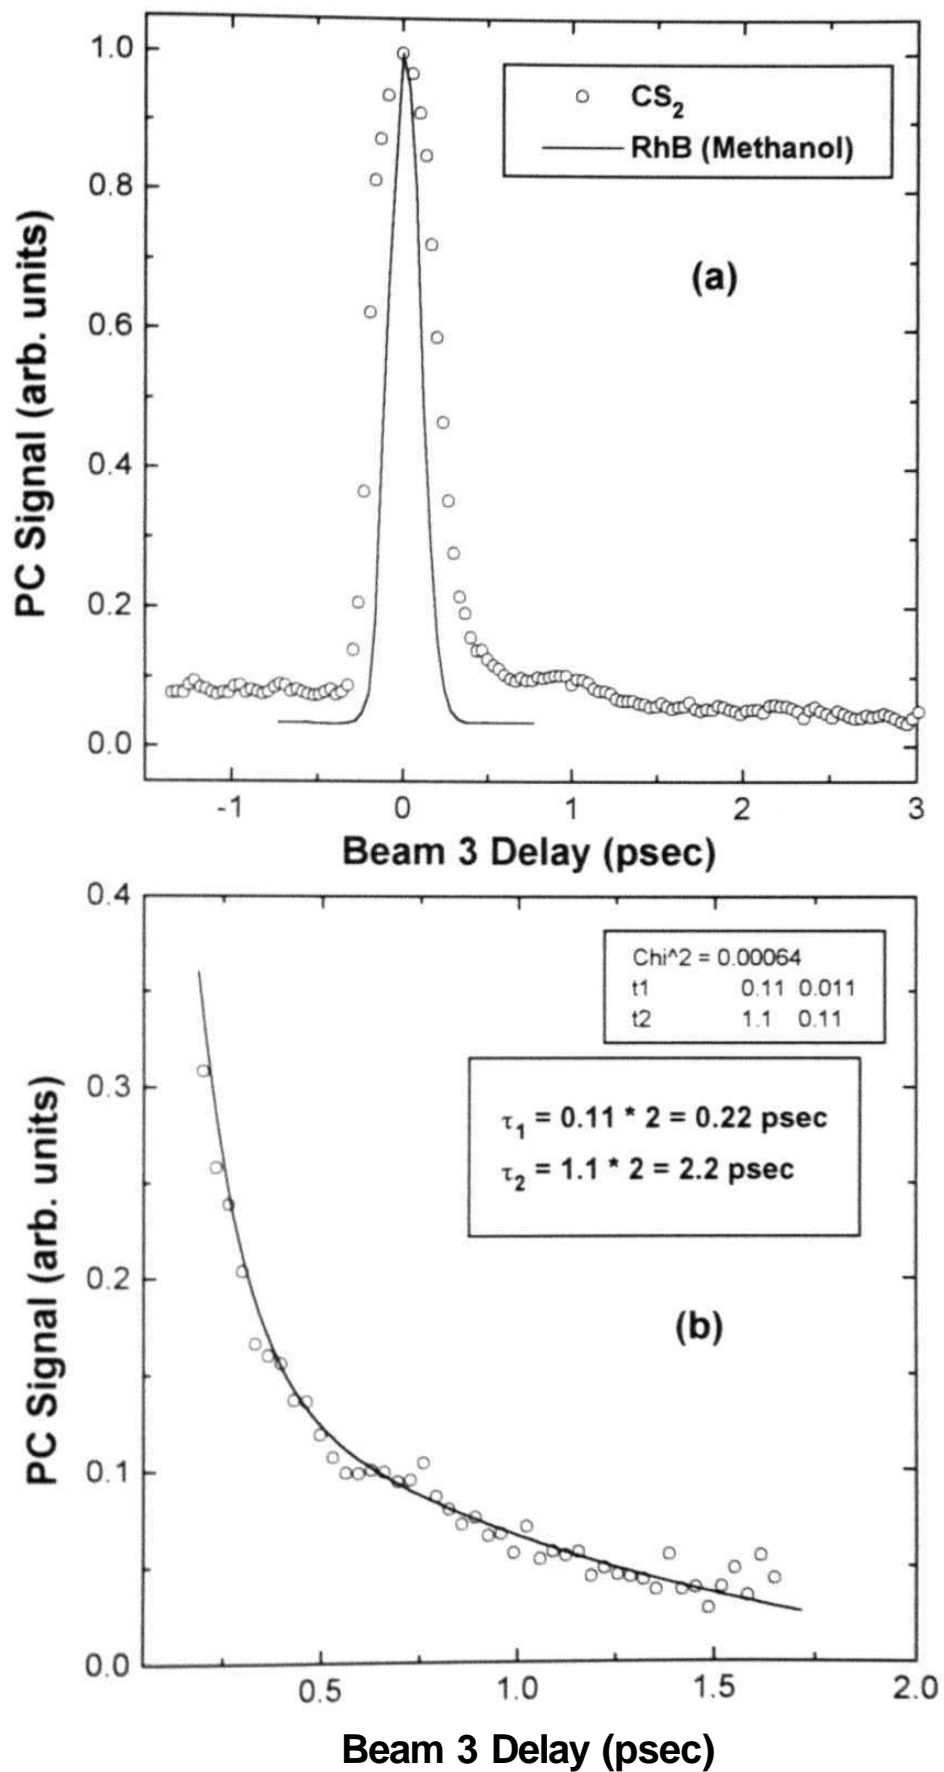 1.0
0.8
0.6
0.4
0.2
0.0
PC Signal (arb. units)
CS2
RhB (Methanol)
(a)
-1 0 1 2 3
Beam 3 Delay (psec)
0.4
0.3
0.2
0.1
0.0
PC Signal (arb. units)
Chi^2 = 0.00064
t1 0.11 0.011
t2 1.1 0.11
τ1 = 0.11 * 2 = 0.22 psec
τ2 = 1.1 * 2 = 2.2 psec
(b)
0.5 1.0 1.5 2.0
Beam 3 Delay (psec)